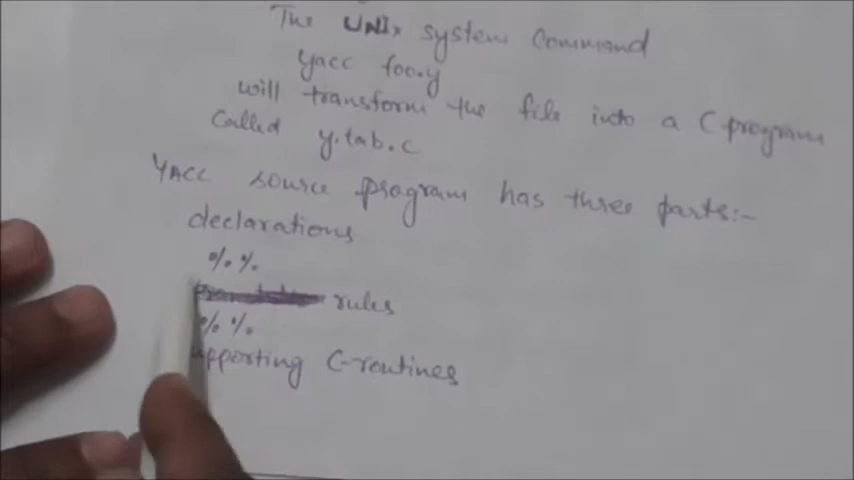 The UNIX system Command
yacc foo.y
will transform the file into a C program
Called y.tab.c
YACC source program has three parts:-
declarations
%%
rules
%%
supporting C-routines